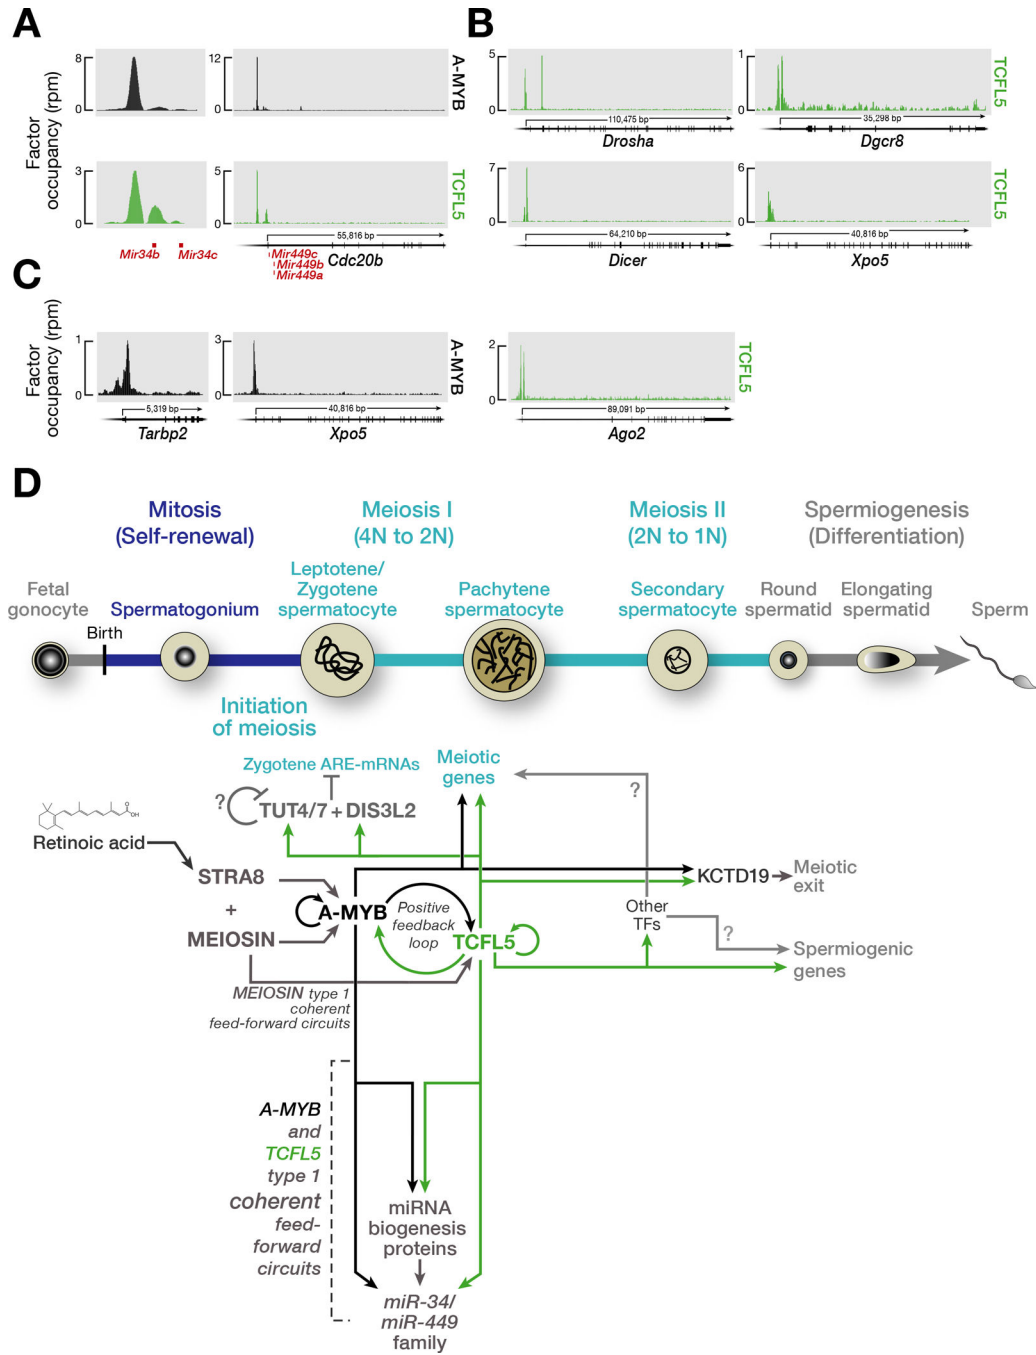 A
B
Factor
occupancy (rpm)
8
0
12
0
A-MYB
3
0
5
0
TCFL5
Mir34b
Mir34c
55,816 bp
Mir449c
Mir449b
Mir449a
Cdc20b
5
0
110,475 bp
Drosha
1
0
35,298 bp
Dgcr8
TCFL5
7
0
64,210 bp
Dicer
6
0
40,816 bp
Xpo5
TCFL5
C
Factor
occupancy (rpm)
1
0
5,319 bp
Tarbp2
3
0
40,816 bp
Xpo5
A-MYB
2
0
89,091 bp
Ago2
TCFL5
D
Mitosis
(Self-renewal)
Meiosis I
(4N to 2N)
Meiosis II
(2N to 1N)
Spermiogenesis
(Differentiation)
Fetal
gonocyte
Birth
Spermatogonium
Leptotene/
Zygotene
spermatocyte
Pachytene
spermatocyte
Secondary
spermatocyte
Round
spermatid
Elongating
spermatid
Sperm
Initiation
of meiosis
Zygotene ARE-mRNAs
Meiotic
genes
?
TUT4/7 + DIS3L2
?
OH
O
Retinoic acid
STRA8
+
MEIOSIN
A-MYB
Positive
feedback
loop
TCFL5
KCTD19
Meiotic
exit
Other
TFs
?
Spermiogenic
genes
MEIOSIN type 1
coherent
feed-forward circuits
A-MYB
and
TCFL5
type 1
coherent
feed-
forward
circuits
miRNA
biogenesis
proteins
miR-34/
miR-449
family